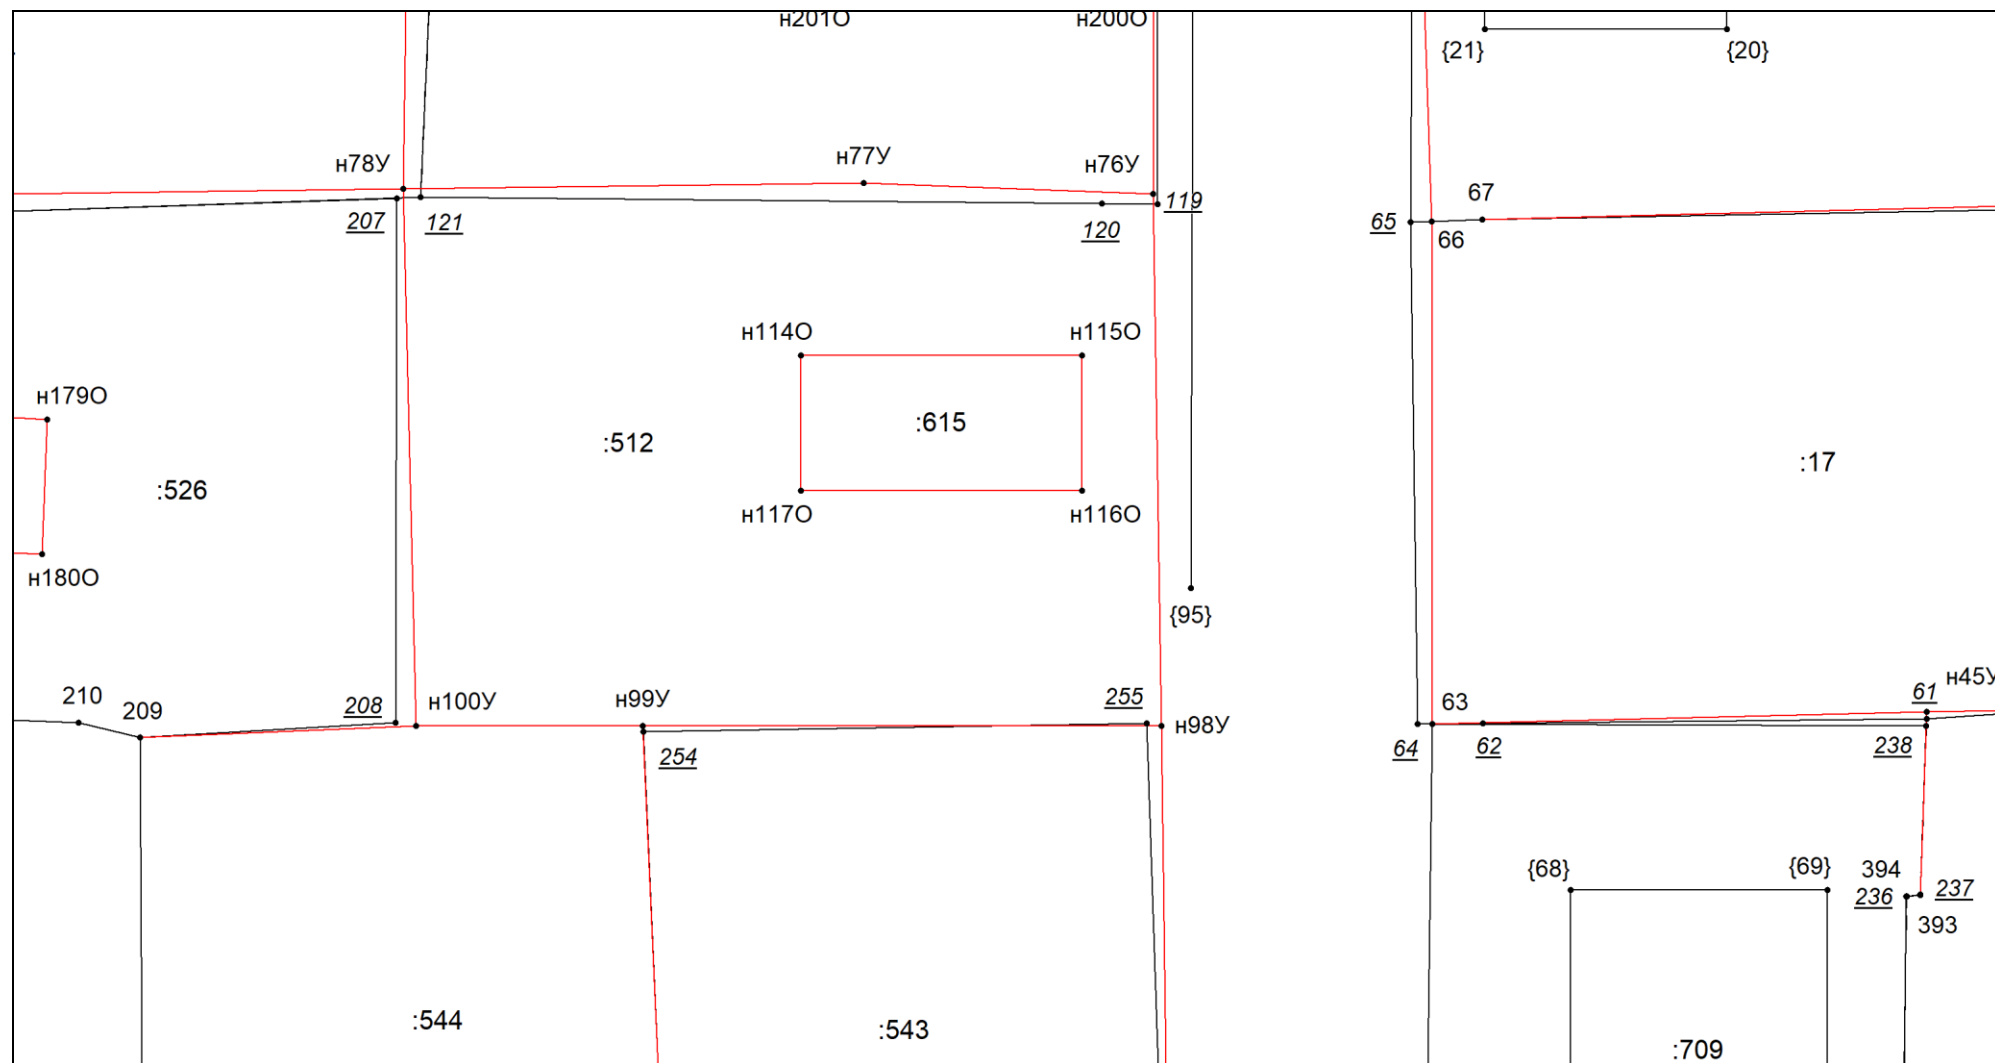 н201О
н200О
{21}
{20}
н78У
н77У
н76У
67
119
207
121
120
65
66
н114О
н115О
н179О
:615
:512
:17
:526
н117О
н116О
н180О
{95}
210
209
208
н100У
н99У
255
н98У
63
61
н45У
254
64
62
238
{68}
{69}
394
236
237
393
:544
:543
:709